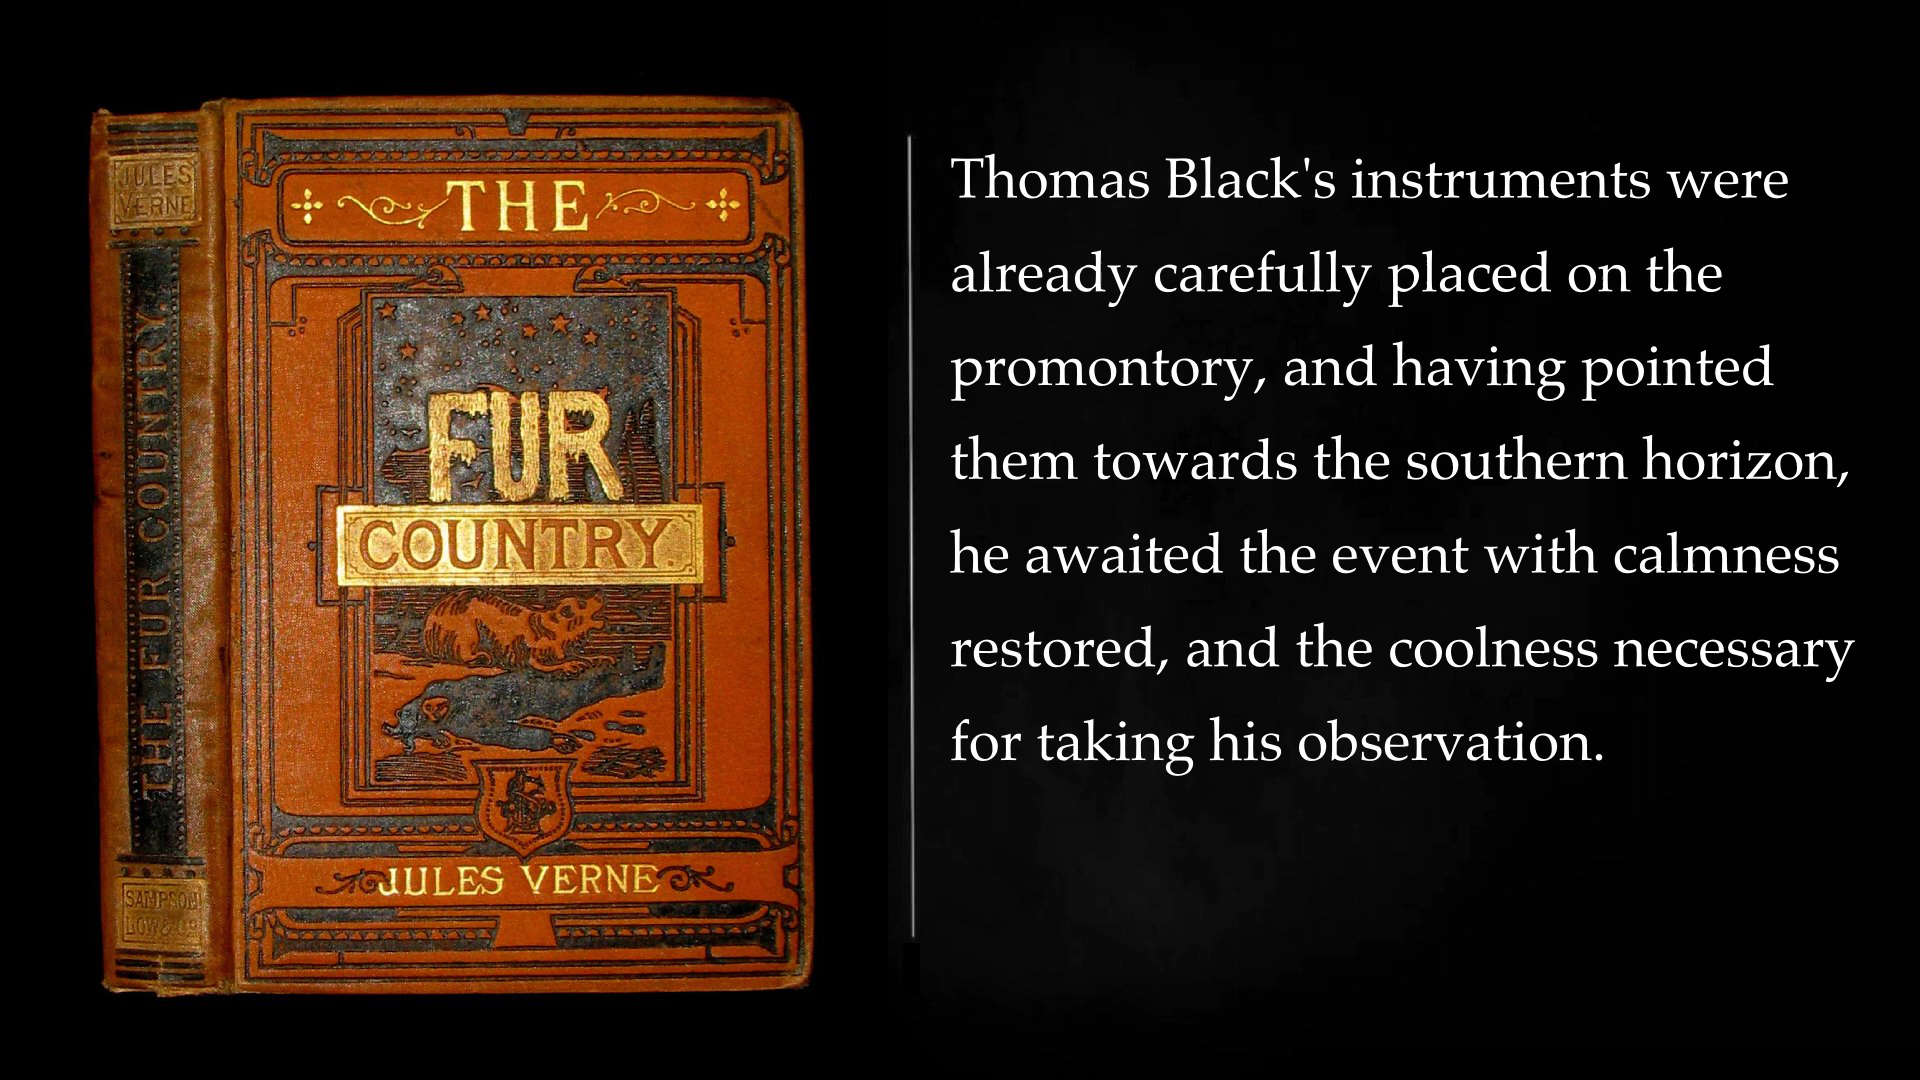 JULES
VERNE
THE FUR COUNTRY.
SAMPSON
LOW & Co
THE
FUR
COUNTRY.
JULES VERNE
Thomas Black's instruments were
already carefully placed on the
promontory, and having pointed
them towards the southern horizon,
he awaited the event with calmness
restored, and the coolness necessary
for taking his observation.